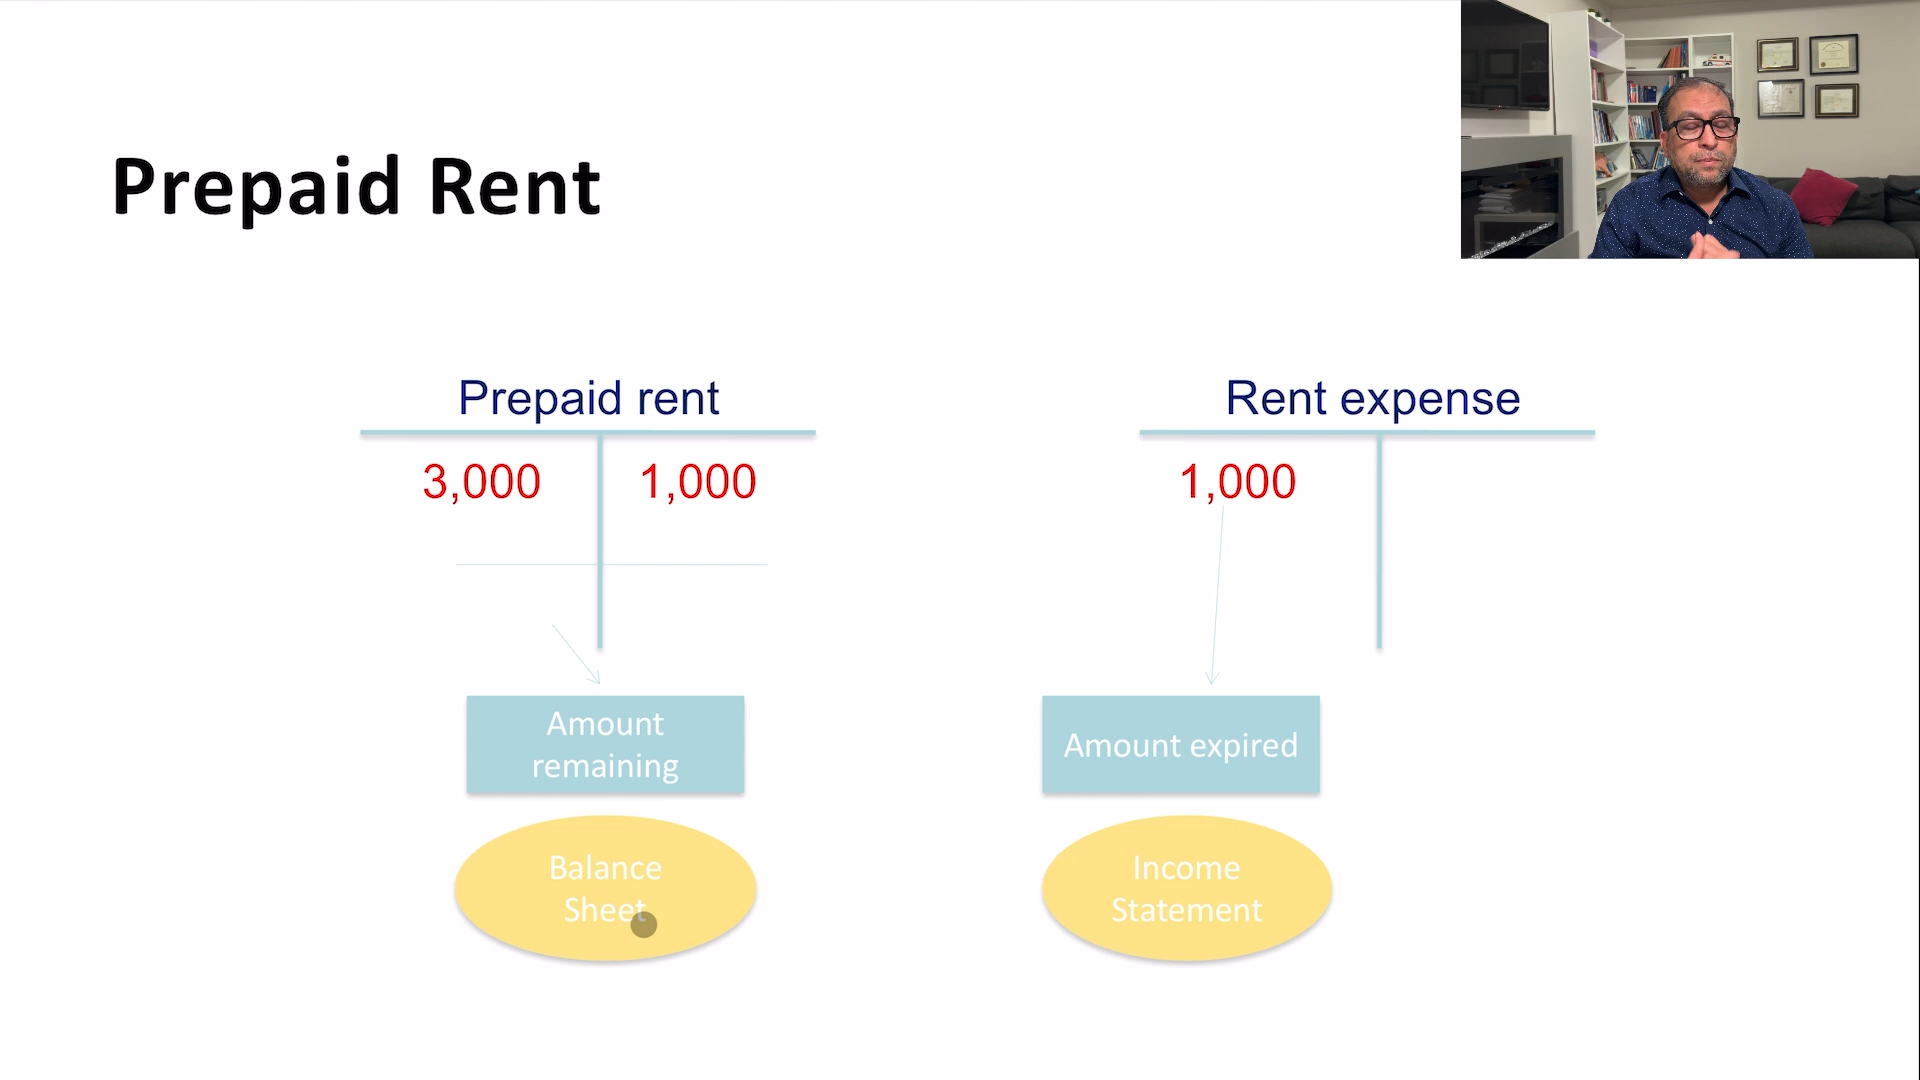 Prepaid Rent
Prepaid rent
3,000 1,000
Rent expense
1,000
Amount
remaining
Amount expired
Balance
Sheet
Income
Statement